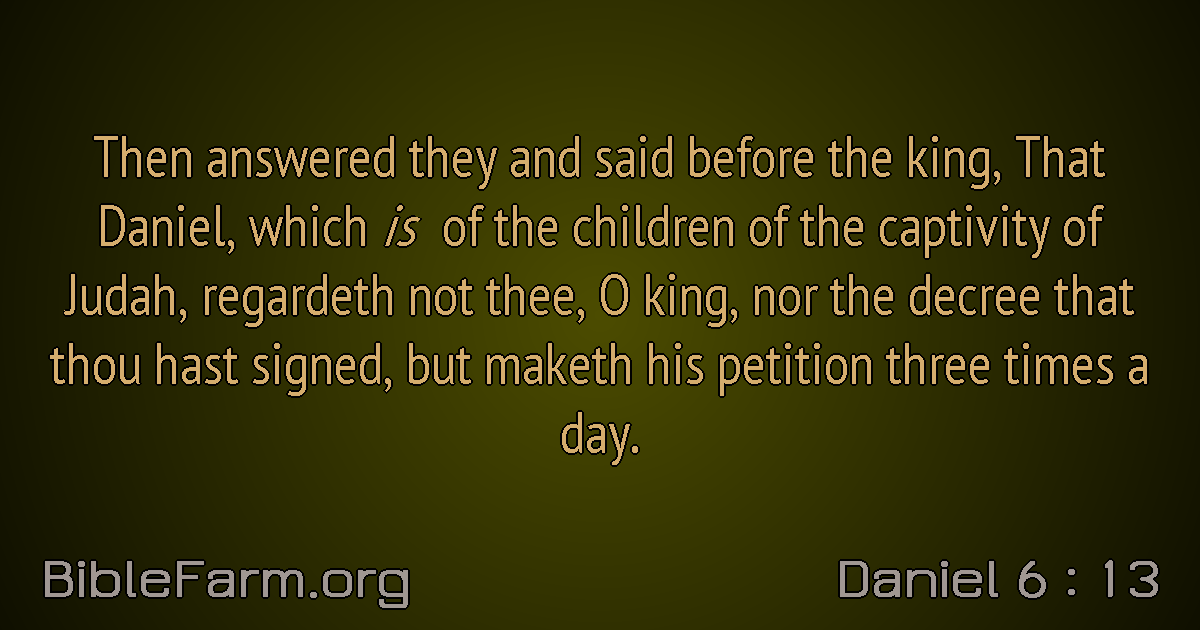 Then answered they and said before the king, That
Daniel, which is of the children of the captivity of
Judah, regardeth not thee, O king, nor the decree that
thou hast signed, but maketh his petition three times a
day.
BibleFarm.org
Daniel 6 : 13